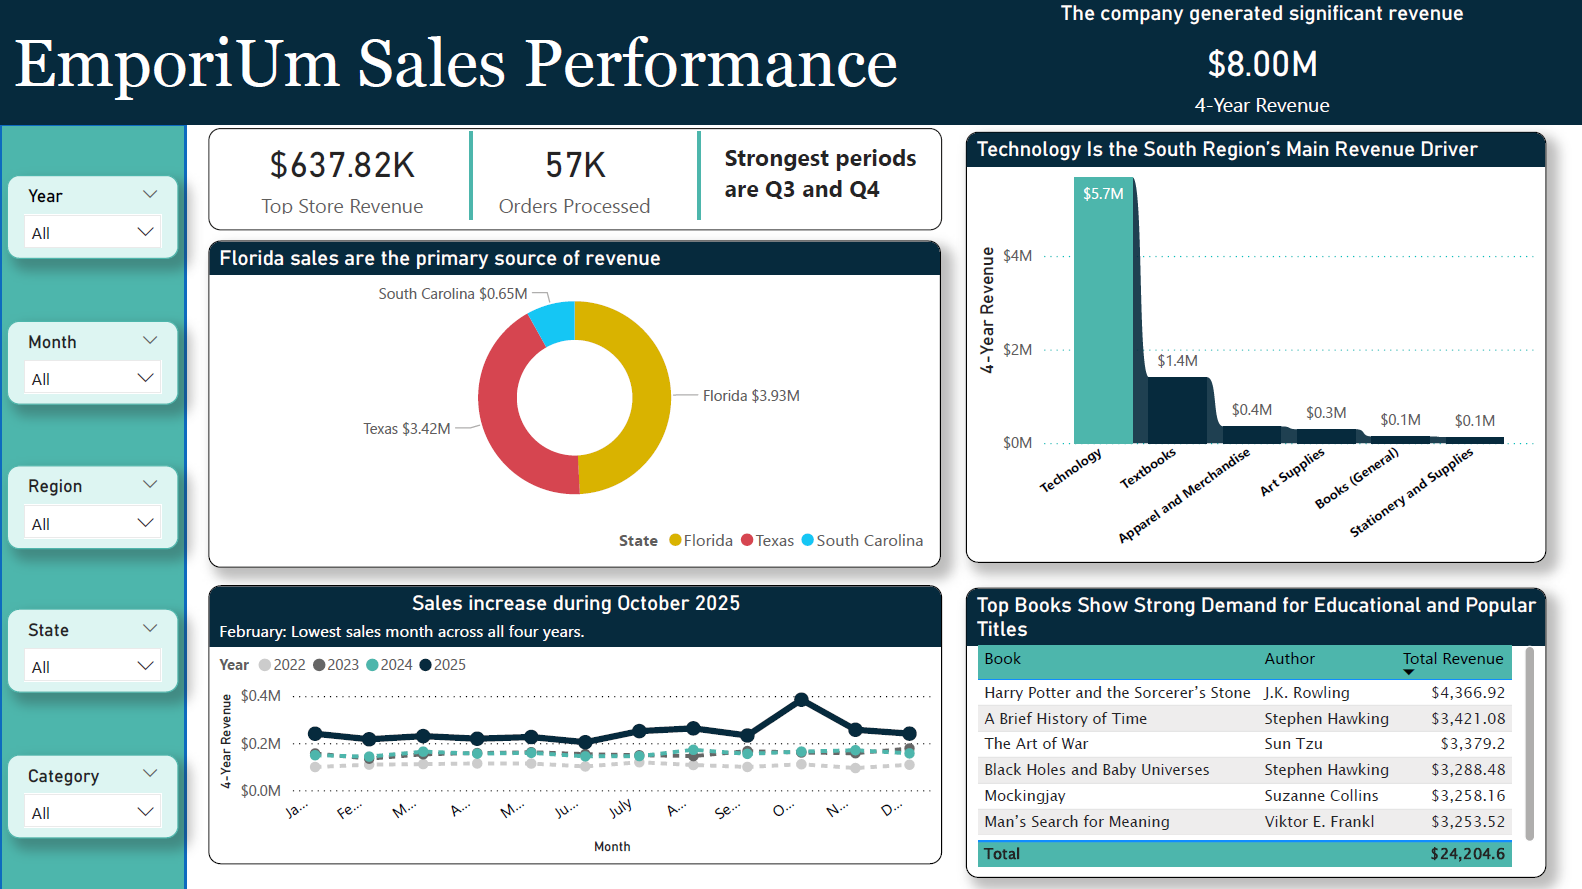 EmporiUm Sales Performance
The company generated significant revenue
$8.00M
4-Year Revenue
Year
All
Month
All
Region
All
State
All
Category
All
$637.82K
Top Store Revenue
57K
Orders Processed
Strongest periods
are Q3 and Q4
Florida sales are the primary source of revenue
South Carolina $0.65M
Florida $3.93M
Texas $3.42M
State Florida Texas South Carolina
Technology Is the South Region's Main Revenue Driver
4-Year Revenue
$4M
$2M
$0M
$5.7M
$1.4M
$0.4M
$0.3M
$0.1M
$0.1M
Technology
Textbooks
Apparel and Merchandise
Art Supplies
Books (General)
Stationery and Supplies
Sales increase during October 2025
February: Lowest sales month across all four years.
Year 2022 2023 2024 2025
4-Year Revenue
$0.4M
$0.2M
$0.0M
Ja...
Fe...
M...
A...
M...
Ju...
July
A...
Se...
O...
N...
D...
Month
Top Books Show Strong Demand for Educational and Popular
Titles
Book Author Total Revenue
Harry Potter and the Sorcerer's Stone J.K. Rowling $4,366.92
A Brief History of Time Stephen Hawking $3,421.08
The Art of War Sun Tzu $3,379.2
Black Holes and Baby Universes Stephen Hawking $3,288.48
Mockingjay Suzanne Collins $3,258.16
Man's Search for Meaning Viktor E. Frankl $3,253.52
Total $24,204.6